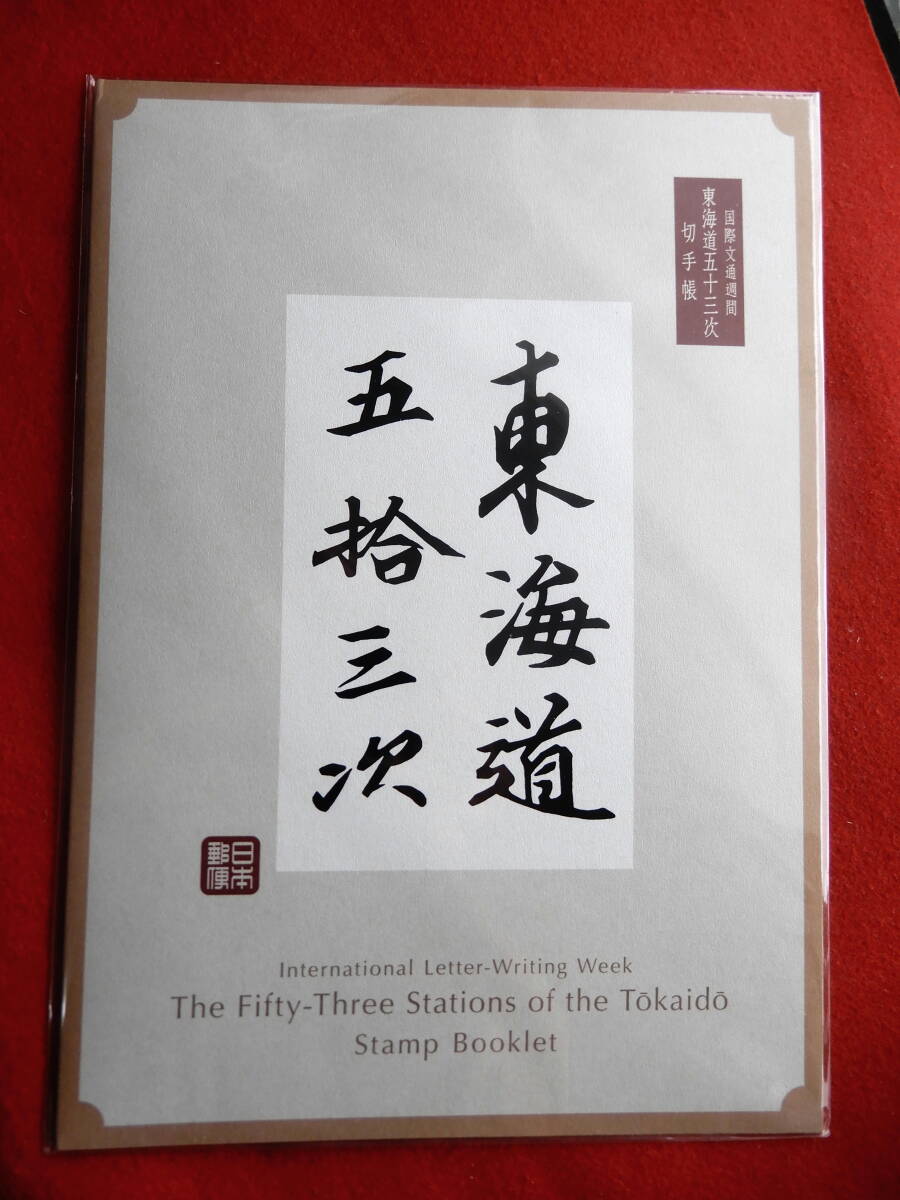 国際文通週間
東海道五十三次
切手帳
東海道
五拾三次
日本
郵便
International Letter-Writing Week
The Fifty-Three Stations of the Tōkaidō
Stamp Booklet